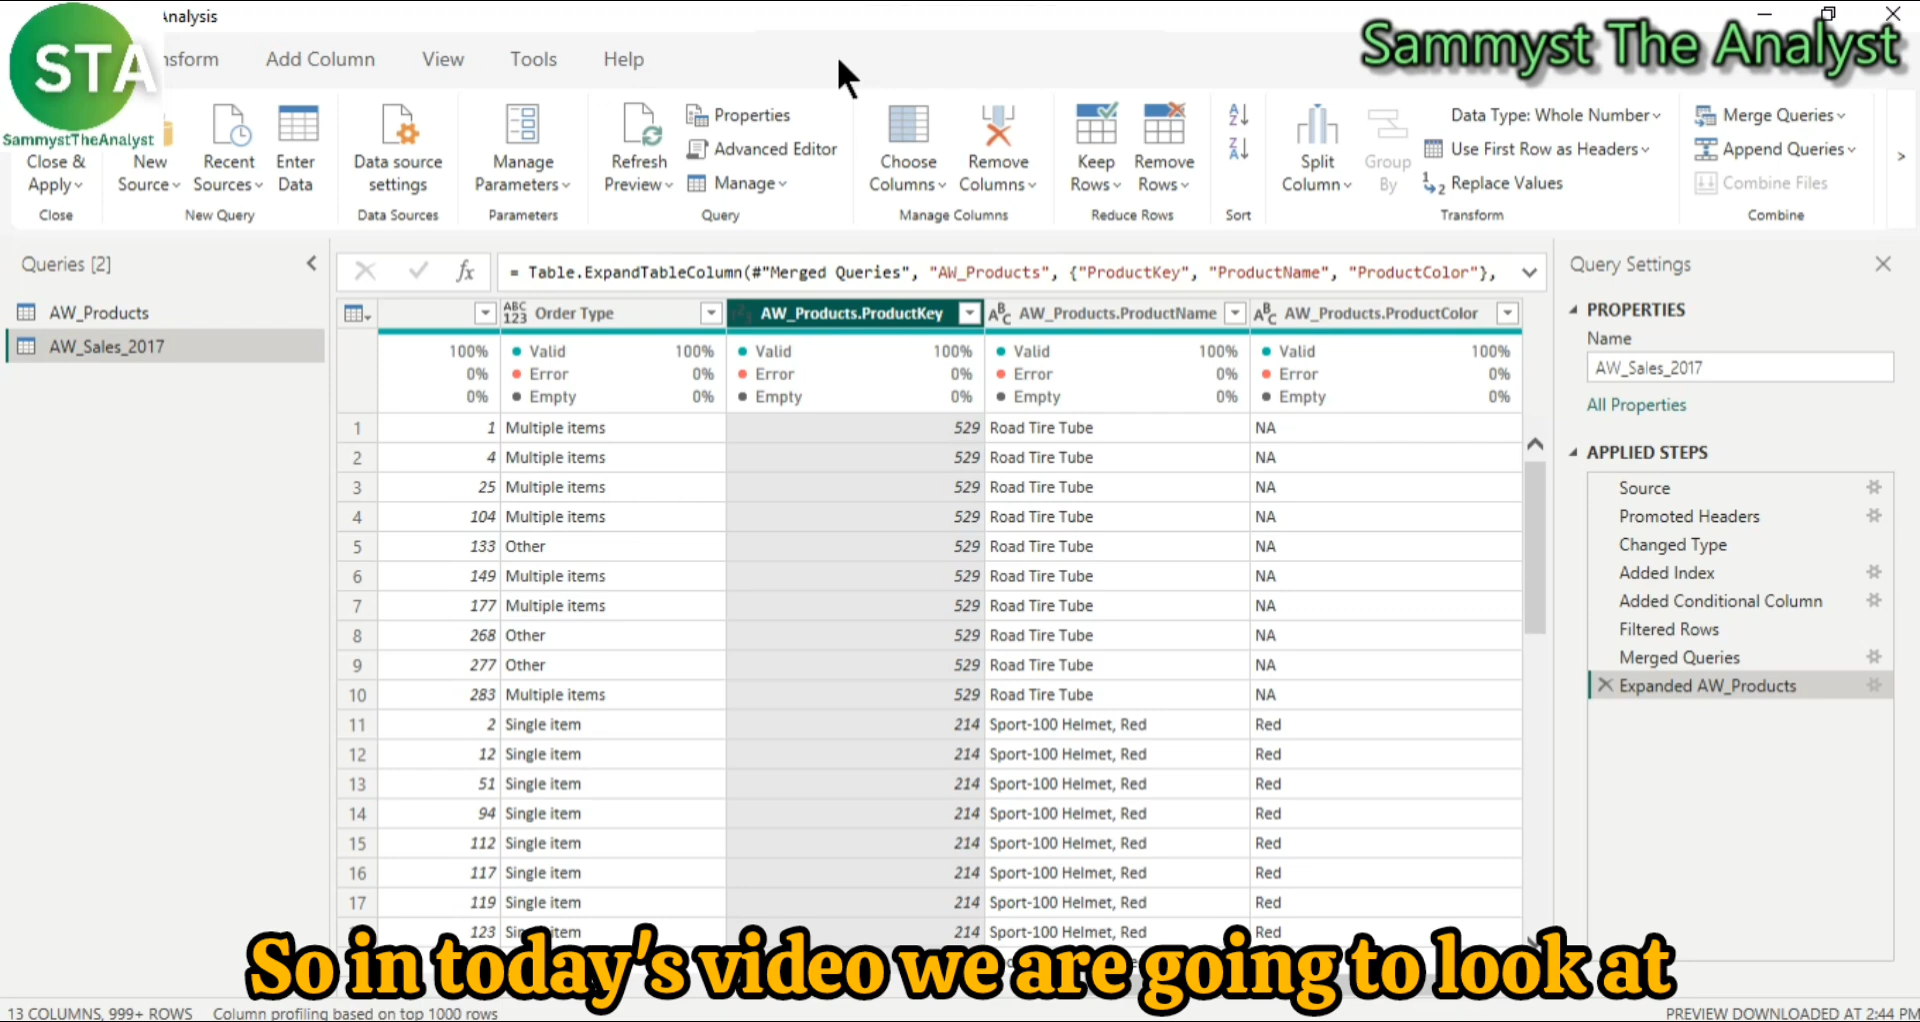 Analysis
STA
SammystTheAnalyst
Sammyst The Analyst
nsform
Add Column
View
Tools
Help
Close &
Apply
Close
New
Source
Recent
Sources
Enter
Data
New Query
Data source
settings
Data Sources
Manage
Parameters
Parameters
Refresh
Preview
Properties
Advanced Editor
Manage
Query
Choose
Columns
Remove
Columns
Manage Columns
Keep
Rows
Remove
Rows
Reduce Rows
Sort
Split
Column
Group
By
Data Type: Whole Number
Use First Row as Headers
Replace Values
Transform
Merge Queries
Append Queries
Combine Files
Combine
Queries [2]
AW_Products
AW_Sales_2017
fx
= Table.ExpandTableColumn(#"Merged Queries", "AW_Products", {"ProductKey", "ProductName", "ProductColor"},
ABC 123 Order Type AW_Products.ProductKey ABC AW_Products.ProductName ABC AW_Products.ProductColor
100% Valid 100% Valid 100% Valid 100% Valid 100%
0% Error 0% Error 0% Error 0% Error 0%
0% Empty 0% Empty 0% Empty 0% Empty 0%
1 1 Multiple items 529 Road Tire Tube NA
2 4 Multiple items 529 Road Tire Tube NA
3 25 Multiple items 529 Road Tire Tube NA
4 104 Multiple items 529 Road Tire Tube NA
5 133 Other 529 Road Tire Tube NA
6 149 Multiple items 529 Road Tire Tube NA
7 177 Multiple items 529 Road Tire Tube NA
8 268 Other 529 Road Tire Tube NA
9 277 Other 529 Road Tire Tube NA
10 283 Multiple items 529 Road Tire Tube NA
11 2 Single item 214 Sport-100 Helmet, Red Red
12 12 Single item 214 Sport-100 Helmet, Red Red
13 51 Single item 214 Sport-100 Helmet, Red Red
14 94 Single item 214 Sport-100 Helmet, Red Red
15 112 Single item 214 Sport-100 Helmet, Red Red
16 117 Single item 214 Sport-100 Helmet, Red Red
17 119 Single item 214 Sport-100 Helmet, Red Red
123 Single item 214 Sport-100 Helmet, Red Red
Query Settings
PROPERTIES
Name
AW_Sales_2017
All Properties
APPLIED STEPS
Source
Promoted Headers
Changed Type
Added Index
Added Conditional Column
Filtered Rows
Merged Queries
Expanded AW_Products
So in today's video we are going to look at
13 COLUMNS, 999+ ROWS Column profiling based on top 1000 rows
PREVIEW DOWNLOADED AT 2:44 PM